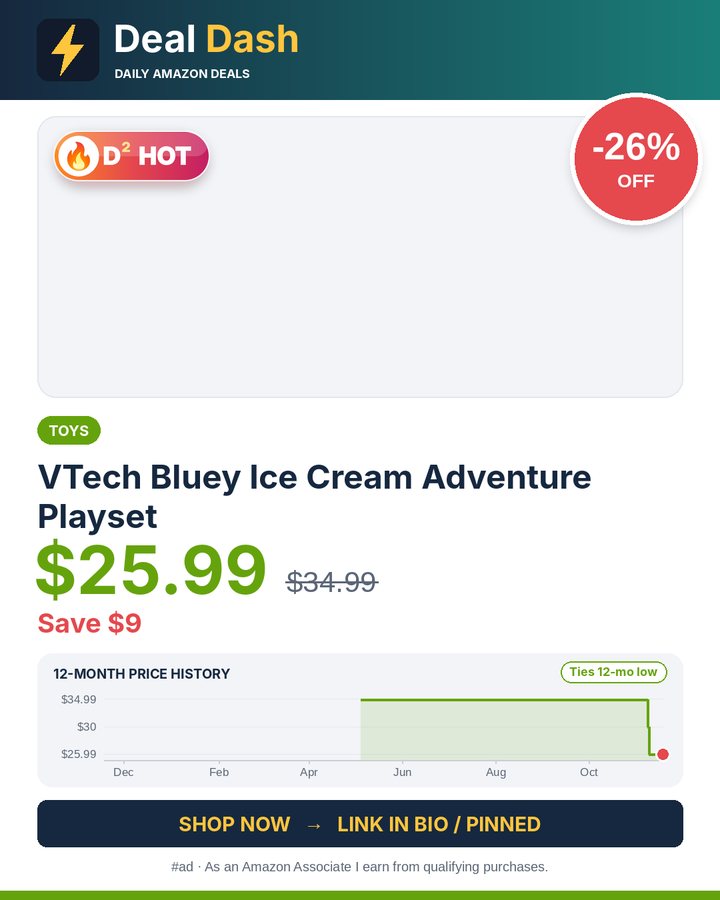 Deal Dash
DAILY AMAZON DEALS
D² HOT
-26%
OFF
TOYS
VTech Bluey Ice Cream Adventure
Playset
$25.99 $34.99
Save $9
12-MONTH PRICE HISTORY
Ties 12-mo low
$34.99
$30
$25.99
Dec Feb Apr Jun Aug Oct
SHOP NOW → LINK IN BIO / PINNED
#ad · As an Amazon Associate I earn from qualifying purchases.